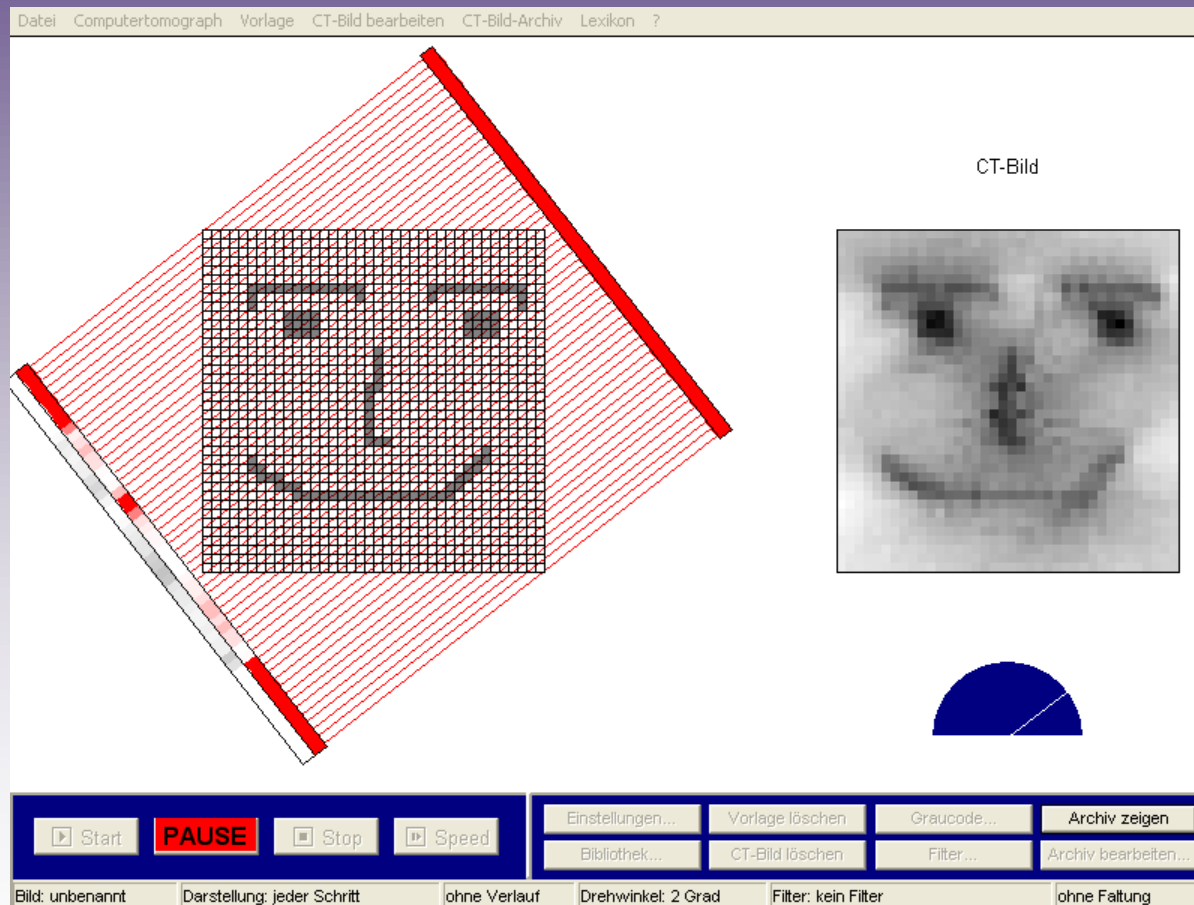 Datei Computertomograph Vorlage CT-Bild bearbeiten CT-Bild-Archiv Lexikon ?
CT-Bild
Start PAUSE Stop Speed
Einstellungen... Vorlage löschen Graucode... Archiv zeigen
Bibliothek... CT-Bild löschen Filter... Archiv bearbeiten...
Bild: unbenannt Darstellung: jeder Schritt ohne Verlauf Drehwinkel: 2 Grad Filter: kein Filter ohne Faltung